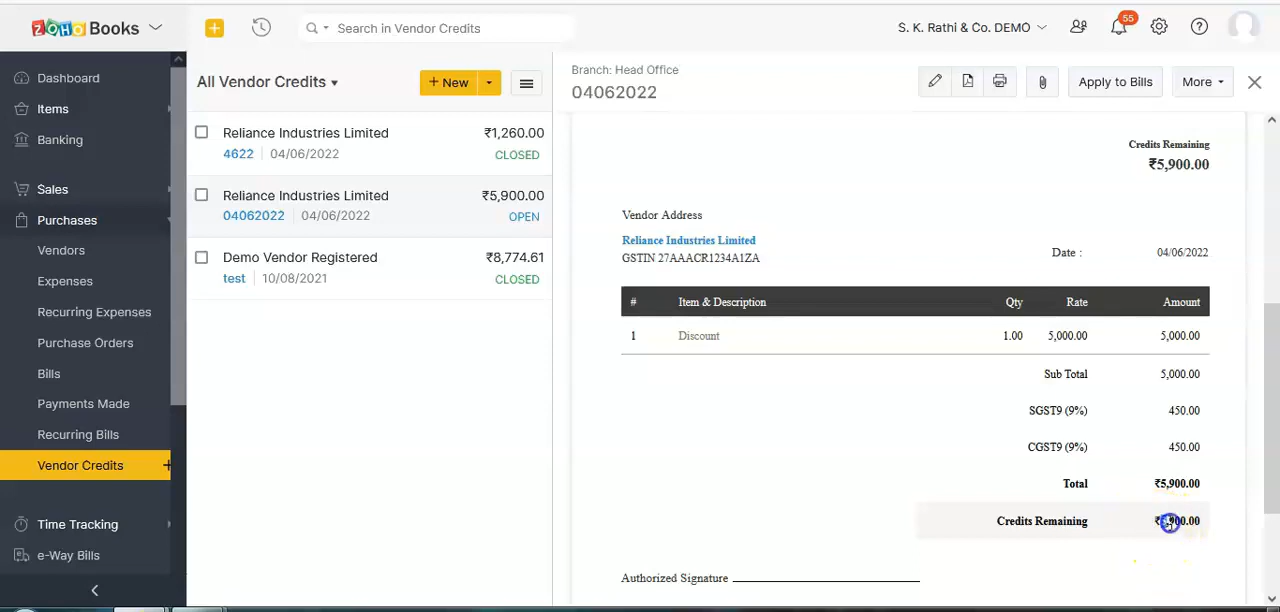 ZOHO Books
Search in Vendor Credits
S. K. Rathi & Co. DEMO
55
Dashboard
Items
Banking
Sales
Purchases
Vendors
Expenses
Recurring Expenses
Purchase Orders
Bills
Payments Made
Recurring Bills
Vendor Credits +
Time Tracking
e-Way Bills
All Vendor Credits
+ New
Reliance Industries Limited ₹1,260.00
4622 04/06/2022 CLOSED
Reliance Industries Limited ₹5,900.00
04062022 04/06/2022 OPEN
Demo Vendor Registered ₹8,774.61
test 10/08/2021 CLOSED
Branch: Head Office
04062022
Apply to Bills
More
Credits Remaining
₹5,900.00
Vendor Address
Reliance Industries Limited
GSTIN 27AAACR1234A1ZA
Date : 04/06/2022
# Item & Description Qty Rate Amount
1 Discount 1.00 5,000.00 5,000.00
Sub Total 5,000.00
SGST9 (9%) 450.00
CGST9 (9%) 450.00
Total ₹5,900.00
Credits Remaining ₹5,900.00
Authorized Signature